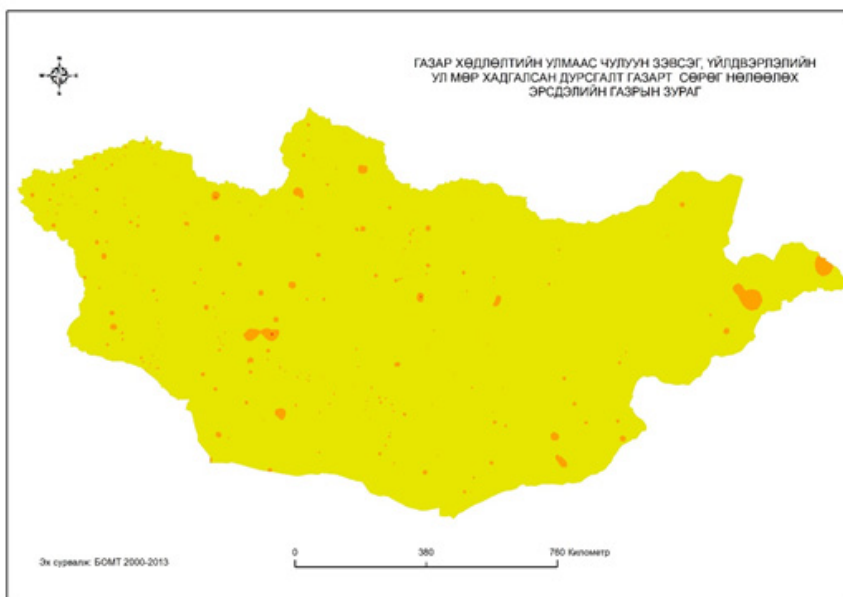 ГАЗАР ХӨДЛӨЛТИЙН УЛМААС ЧУЛУУН ЗЭВСЭГ, ҮЙЛДВЭРЛЭЛИЙН
УЛ МӨР ХАДГАЛСАН ДУРСГАЛТ ГАЗАРТ СӨРӨГ НӨЛӨӨЛӨХ
ЭРСДЭЛИЙН ГАЗРЫН ЗУРАГ
0 380 760 Километр
Эх сурвалж: БОМТ 2000-2013